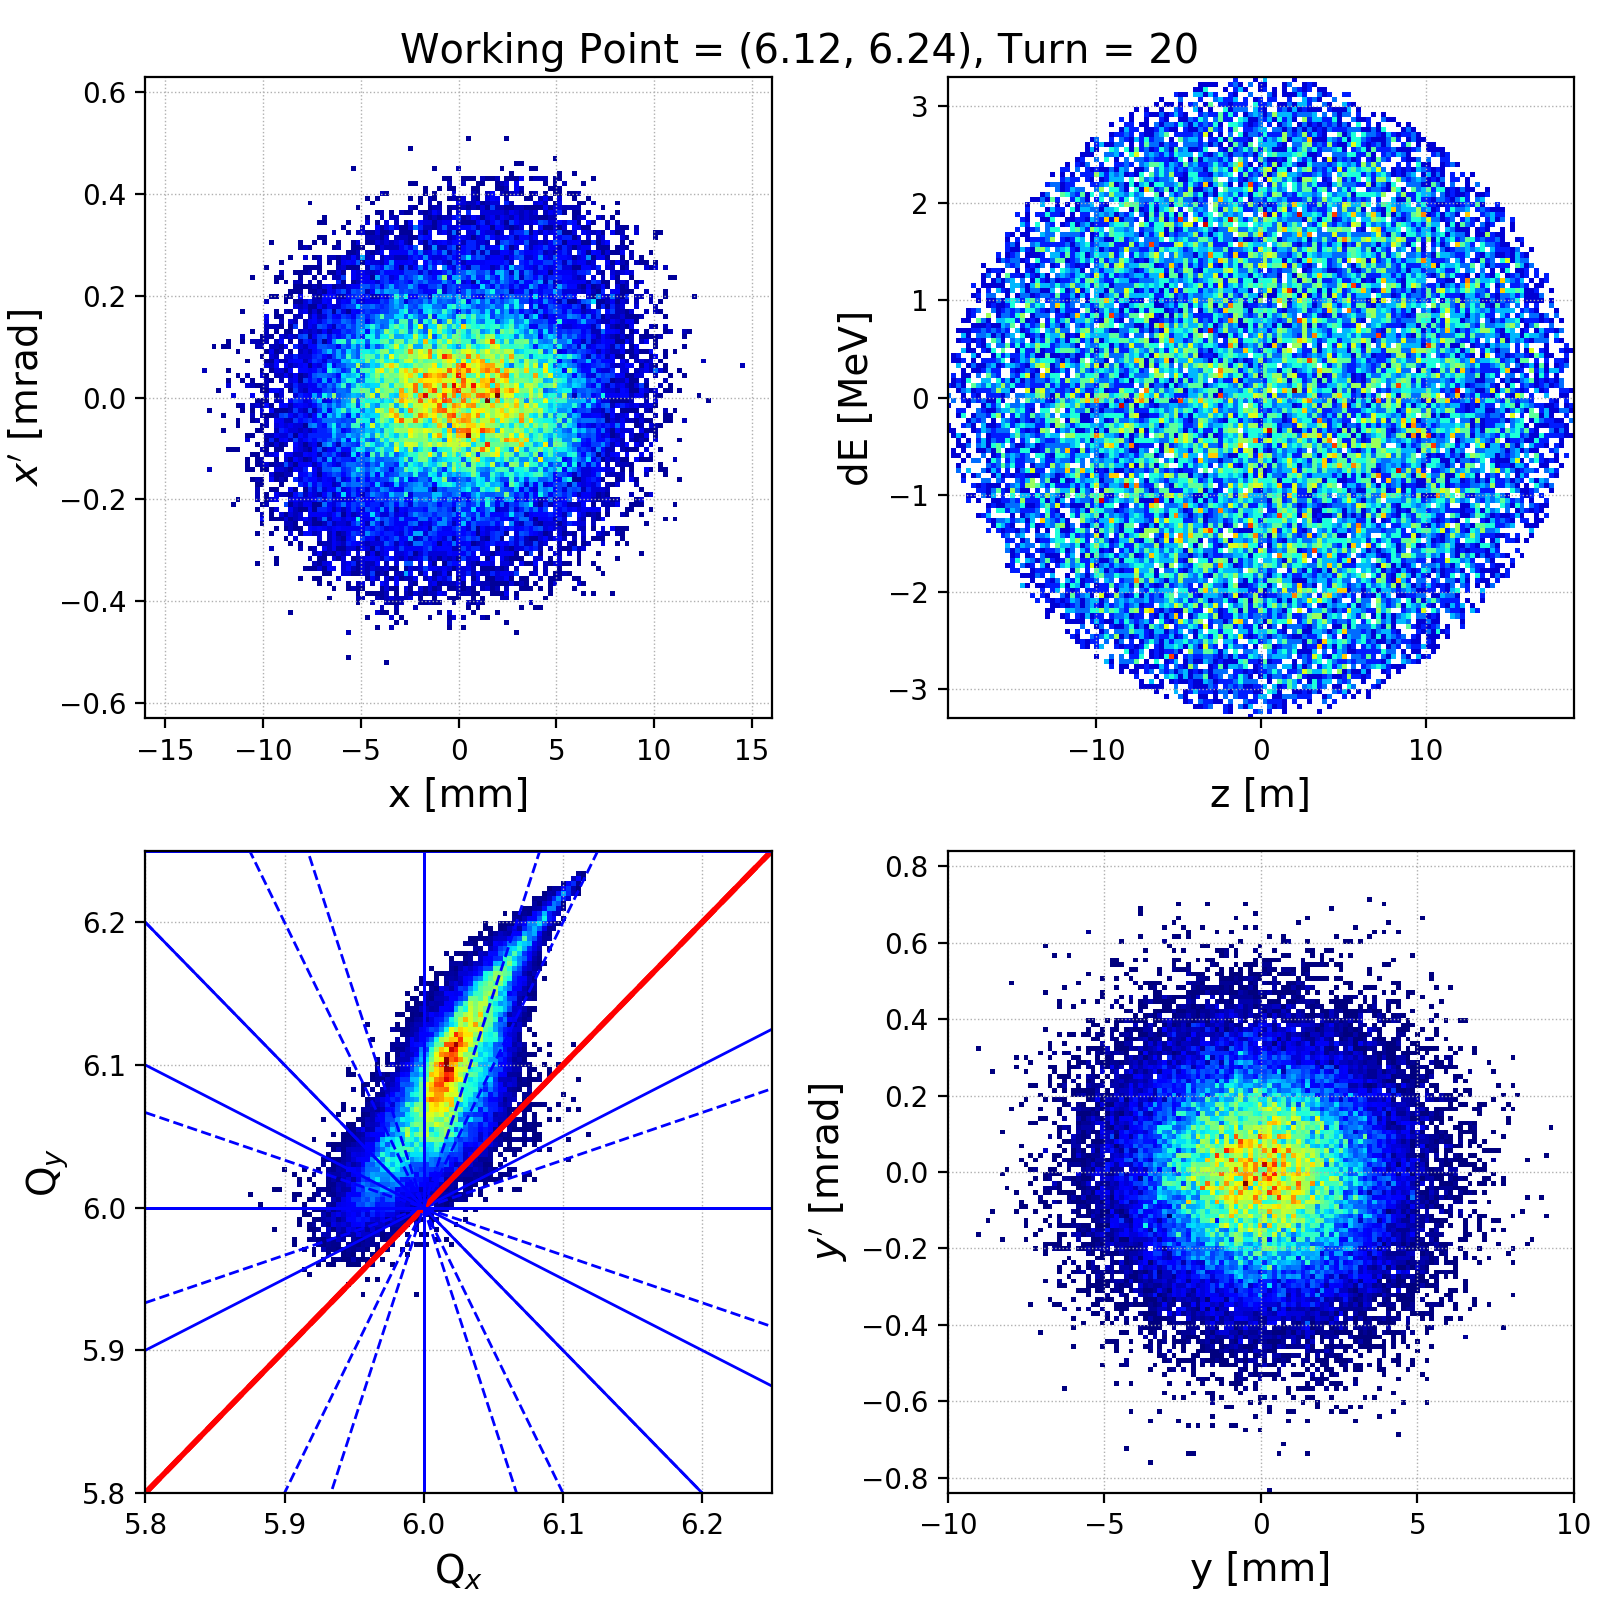 Working Point = (6.12, 6.24), Turn = 20
0.6
0.4
0.2
0.0
−0.2
−0.4
−0.6
x′ [mrad]
−15 −10 −5 0 5 10 15
x [mm]
3
2
1
0
−1
−2
−3
dE [MeV]
−10 0 10
z [m]
6.2
6.1
6.0
5.9
5.8
Qy
5.8 5.9 6.0 6.1 6.2
Qx
0.8
0.6
0.4
0.2
0.0
−0.2
−0.4
−0.6
−0.8
y′ [mrad]
−10 −5 0 5 10
y [mm]